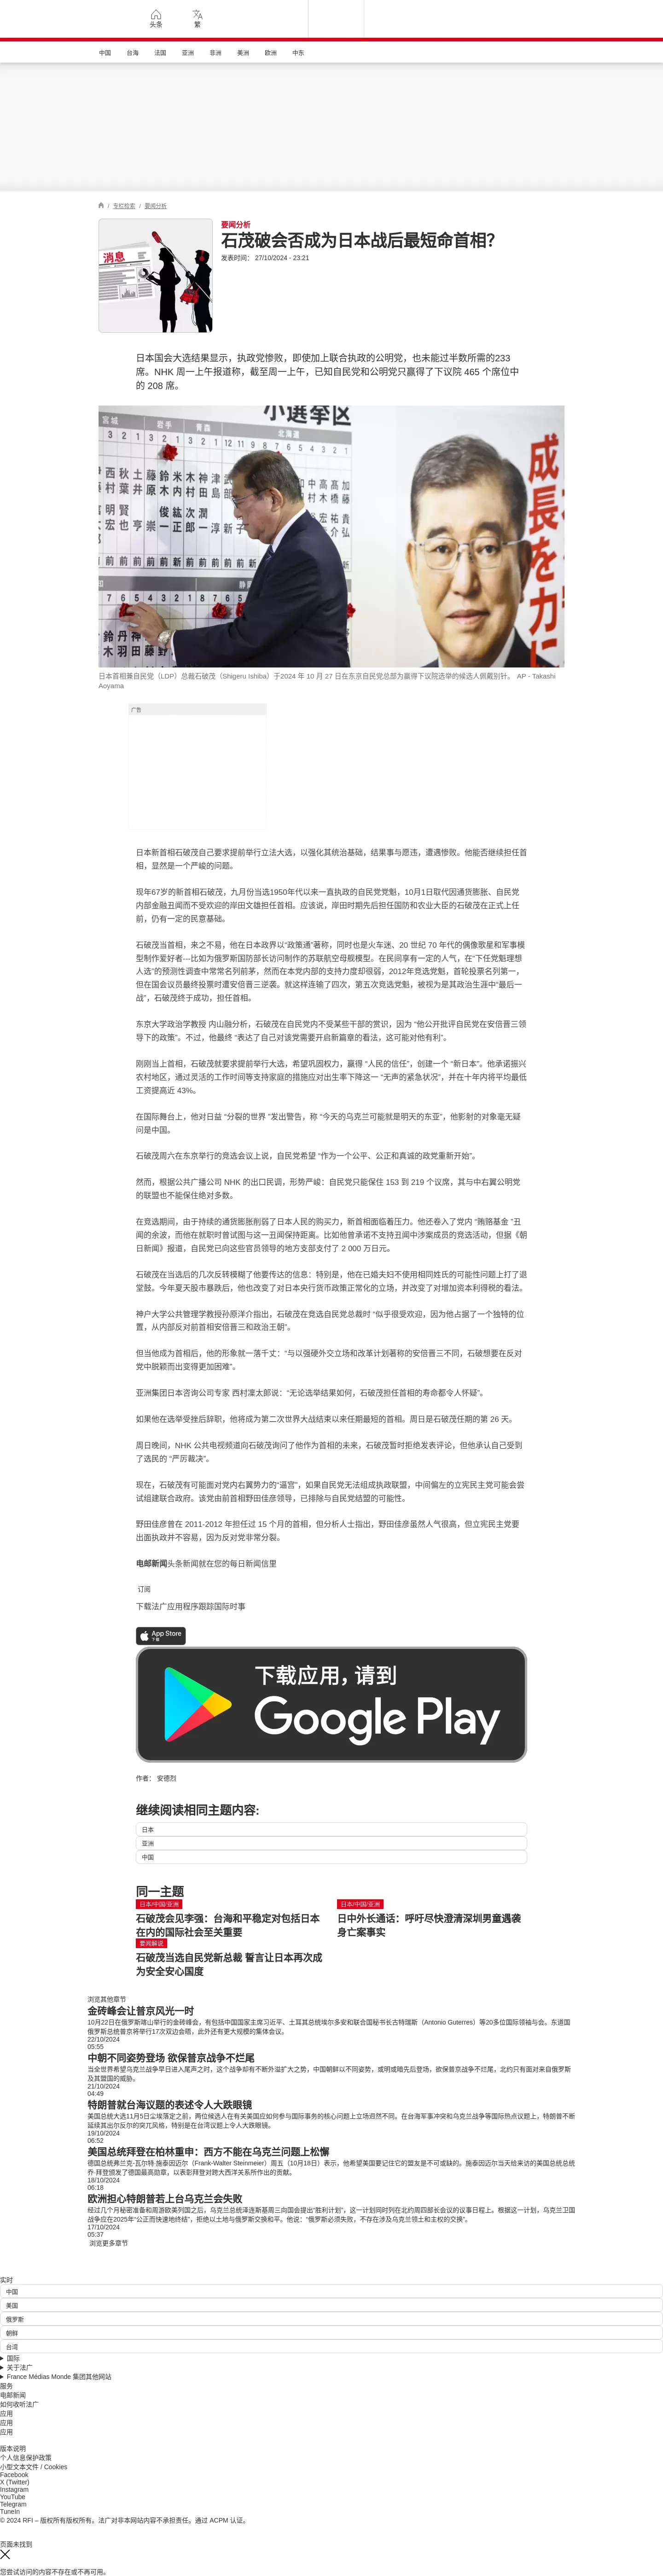 头条
繁
中国 台海 法国 亚洲 非洲 美洲 欧洲 中东
/ 专栏检索 / 要闻分析
消息
要闻分析
石茂破会否成为日本战后最短命首相?
发表时间： 27/10/2024 - 23:21
日本国会大选结果显示，执政党惨败，即使加上联合执政的公明党，也未能过半数所需的233
席。NHK 周一上午报道称，截至周一上午，已知自民党和公明党只赢得了下议院 465 个席位中
的 208 席。
小選挙区
成長を力に
日本首相兼自民党（LDP）总裁石破茂（Shigeru Ishiba）于2024 年 10 月 27 日在东京自民党总部为赢得下议院选举的候选人佩戴别针。 AP - Takashi
Aoyama
广告
日本新首相石破茂自己要求提前举行立法大选，以强化其统治基础，结果事与愿违，遭遇惨败。他能否继续担任首
相，显然是一个严峻的问题。
现年67岁的新首相石破茂，九月份当选1950年代以来一直执政的自民党党魁，10月1日取代因通货膨胀、自民党
内部金融丑闻而不受欢迎的岸田文雄担任首相。应该说，岸田时期先后担任国防和农业大臣的石破茂在正式上任
前，仍有一定的民意基础。
石破茂当首相，来之不易，他在日本政界以“政策通”著称，同时也是火车迷、20 世纪 70 年代的偶像歌星和军事模
型制作爱好者---比如为俄罗斯国防部长访问制作的苏联航空母舰模型。在民间享有一定的人气，在“下任党魁理想
人选”的预测性调查中常常名列前茅，然而在本党内部的支持力度却很弱，2012年竞选党魁，首轮投票名列第一，
但在国会议员最终投票时遭安倍晋三逆袭。就这样连输了四次，第五次竞选党魁，被视为是其政治生涯中“最后一
战”，石破茂终于成功，担任首相。
东京大学政治学教授 内山融分析，石破茂在自民党内不受某些干部的赏识，因为 “他公开批评自民党在安倍晋三领
导下的政策”。不过，他最终 “表达了自己对该党需要开启新篇章的看法，这可能对他有利”。
刚刚当上首相，石破茂就要求提前举行大选，希望巩固权力，赢得 “人民的信任”，创建一个 “新日本”。他承诺振兴
农村地区，通过灵活的工作时间等支持家庭的措施应对出生率下降这一 “无声的紧急状况”，并在十年内将平均最低
工资提高近 43%。
在国际舞台上，他对日益 “分裂的世界 ”发出警告，称 “今天的乌克兰可能就是明天的东亚”，他影射的对象毫无疑
问是中国。
石破茂周六在东京举行的竞选会议上说，自民党希望 “作为一个公平、公正和真诚的政党重新开始”。
然而，根据公共广播公司 NHK 的出口民调，形势严峻：自民党只能保住 153 到 219 个议席，其与中右翼公明党
的联盟也不能保住绝对多数。
在竞选期间，由于持续的通货膨胀削弱了日本人民的购买力，新首相面临着压力。他还卷入了党内 “贿赂基金 ”丑
闻的余波，而他在就职时曾试图与这一丑闻保持距离。比如他曾承诺不支持丑闻中涉案成员的竞选活动，但据《朝
日新闻》报道，自民党已向这些官员领导的地方支部支付了 2 000 万日元。
石破茂在当选后的几次反转模糊了他要传达的信息：特别是，他在已婚夫妇不使用相同姓氏的可能性问题上打了退
堂鼓。今年夏天股市暴跌后，他也改变了对日本央行货币政策正常化的立场，并改变了对增加资本利得税的看法。
神户大学公共管理学教授孙原洋介指出，石破茂在竞选自民党总裁时 “似乎很受欢迎，因为他占据了一个独特的位
置，从内部反对前首相安倍晋三和政治王朝”。
但当他成为首相后，他的形象就一落千丈：“与以强硬外交立场和改革计划著称的安倍晋三不同，石破想要在反对
党中脱颖而出变得更加困难”。
亚洲集团日本咨询公司专家 西村凜太郎说：“无论选举结果如何，石破茂担任首相的寿命都令人怀疑”。
如果他在选举受挫后辞职，他将成为第二次世界大战结束以来任期最短的首相。周日是石破茂任期的第 26 天。
周日晚间，NHK 公共电视频道向石破茂询问了他作为首相的未来，石破茂暂时拒绝发表评论，但他承认自己受到
了选民的 “严厉裁决”。
现在，石破茂有可能面对党内右翼势力的“逼宫”，如果自民党无法组成执政联盟，中间偏左的立宪民主党可能会尝
试组建联合政府。该党由前首相野田佳彦领导，已排除与自民党结盟的可能性。
野田佳彦曾在 2011-2012 年担任过 15 个月的首相，但分析人士指出，野田佳彦虽然人气很高，但立宪民主党要
出面执政并不容易，因为反对党非常分裂。
电邮新闻头条新闻就在您的每日新闻信里
订阅
下载法广应用程序跟踪国际时事
App Store
下载
下载应用，请到
Google Play
作者： 安德烈
继续阅读相同主题内容:
日本
亚洲
中国
同一主题
日本/中国/亚洲
石破茂会见李强：台海和平稳定对包括日本
在内的国际社会至关重要
日本/中国/亚洲
日中外长通话：呼吁尽快澄清深圳男童遇袭
身亡案事实
要闻解说
石破茂当选自民党新总裁 誓言让日本再次成
为安全安心国度
浏览其他章节
金砖峰会让普京风光一时
10月22日在俄罗斯喀山举行的金砖峰会，有包括中国国家主席习近平、土耳其总统埃尔多安和联合国秘书长古特瑞斯（Antonio Guterres）等20多位国际领袖与会。东道国
俄罗斯总统普京将举行17次双边会晤，此外还有更大规模的集体会议。
22/10/2024
05:55
中朝不同姿势登场 欲保普京战争不烂尾
当全世界希望乌克兰战争早日进入尾声之时，这个战争却有不断外溢扩大之势，中国朝鲜以不同姿势，或明或暗先后登场，欲保普京战争不烂尾，北约只有面对来自俄罗斯
及其盟国的威胁。
21/10/2024
04:49
特朗普就台海议题的表述令人大跌眼镜
美国总统大选11月5日尘埃落定之前，两位候选人在有关美国应如何参与国际事务的核心问题上立场迥然不同。在台海军事冲突和乌克兰战争等国际热点议题上，特朗普不断
延续其出尔反尔的突兀风格，特别是在台湾议题上令人大跌眼镜。
19/10/2024
06:52
美国总统拜登在柏林重申：西方不能在乌克兰问题上松懈
德国总统弗兰克-瓦尔特·施泰因迈尔（Frank-Walter Steinmeier）周五（10月18日）表示，他希望美国要记住它的盟友是不可或缺的。施泰因迈尔当天给来访的美国总统总统
乔·拜登颁发了德国最高勋章，以表彰拜登对跨大西洋关系所作出的贡献。
18/10/2024
06:18
欧洲担心特朗普若上台乌克兰会失败
经过几个月秘密准备和周游欧美列国之后，乌克兰总统泽连斯基周三向国会提出“胜利计划”，这一计划同时列在北约周四部长会议的议事日程上。根据这一计划，乌克兰卫国
战争应在2025年“公正而快速地终结”，拒绝以土地与俄罗斯交换和平。他说：“俄罗斯必须失败，不存在涉及乌克兰领土和主权的交换”。
17/10/2024
05:37
浏览更多章节
实时
中国
美国
俄罗斯
朝鲜
台湾
国际
关于法广
France Médias Monde 集团其他网站
服务
电邮新闻
如何收听法广
应用
应用
应用
版本说明
个人信息保护政策
小型文本文件 / Cookies
Facebook
X (Twitter)
Instagram
YouTube
Telegram
TuneIn
© 2024 RFI – 版权所有版权所有。法广对非本网站内容不承担责任。通过 ACPM 认证。
页面未找到
您尝试访问的内容不存在或不再可用。